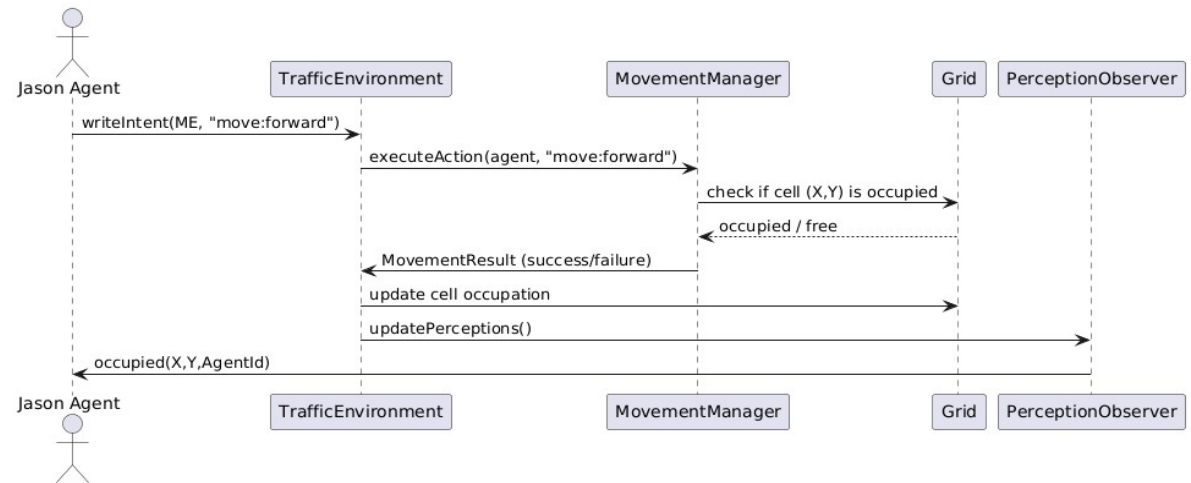 Jason Agent
TrafficEnvironment
MovementManager
Grid
PerceptionObserver
writeIntent(ME, "move:forward")
executeAction(agent, "move:forward")
check if cell (X,Y) is occupied
occupied / free
MovementResult (success/failure)
update cell occupation
updatePerceptions()
occupied(X,Y,AgentId)
Jason Agent
TrafficEnvironment
MovementManager
Grid
PerceptionObserver